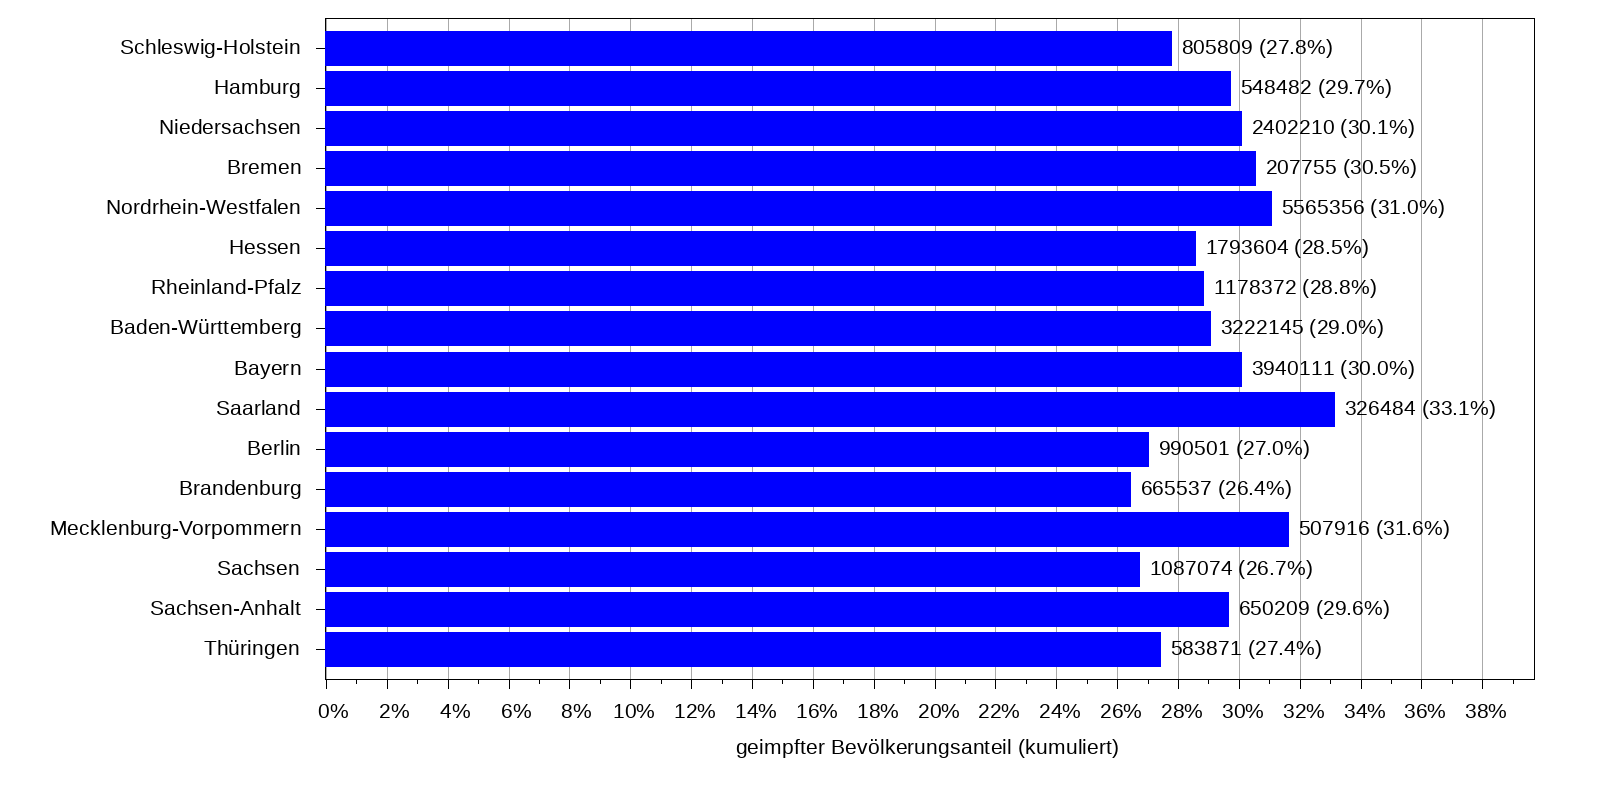 Schleswig-Holstein 805809 (27.8%)
Hamburg 548482 (29.7%)
Niedersachsen 2402210 (30.1%)
Bremen 207755 (30.5%)
Nordrhein-Westfalen 5565356 (31.0%)
Hessen 1793604 (28.5%)
Rheinland-Pfalz 1178372 (28.8%)
Baden-Württemberg 3222145 (29.0%)
Bayern 3940111 (30.0%)
Saarland 326484 (33.1%)
Berlin 990501 (27.0%)
Brandenburg 665537 (26.4%)
Mecklenburg-Vorpommern 507916 (31.6%)
Sachsen 1087074 (26.7%)
Sachsen-Anhalt 650209 (29.6%)
Thüringen 583871 (27.4%)
0% 2% 4% 6% 8% 10% 12% 14% 16% 18% 20% 22% 24% 26% 28% 30% 32% 34% 36% 38%
geimpfter Bevölkerungsanteil (kumuliert)